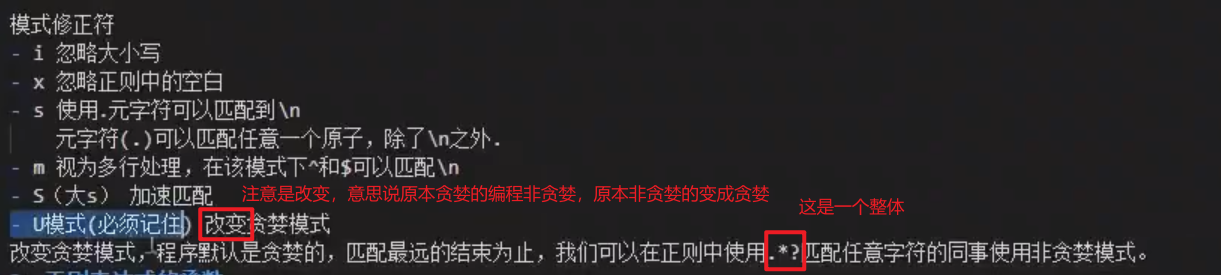 模式修正符
- i 忽略大小写
- x 忽略正则中的空白
- s 使用.元字符可以匹配到\n
元字符(.)可以匹配任意一个原子，除了\n之外.
- m 视为多行处理，在该模式下^和$可以匹配\n
- S（大s） 加速匹配
注意是改变，意思说原本贪婪的编程非贪婪，原本非贪婪的变成贪婪
这是一个整体
- U模式(必须记住) 改变贪婪模式
改变贪婪模式，程序默认是贪婪的，匹配最远的结束为止，我们可以在正则中使用.*?匹配任意字符的同事使用非贪婪模式。